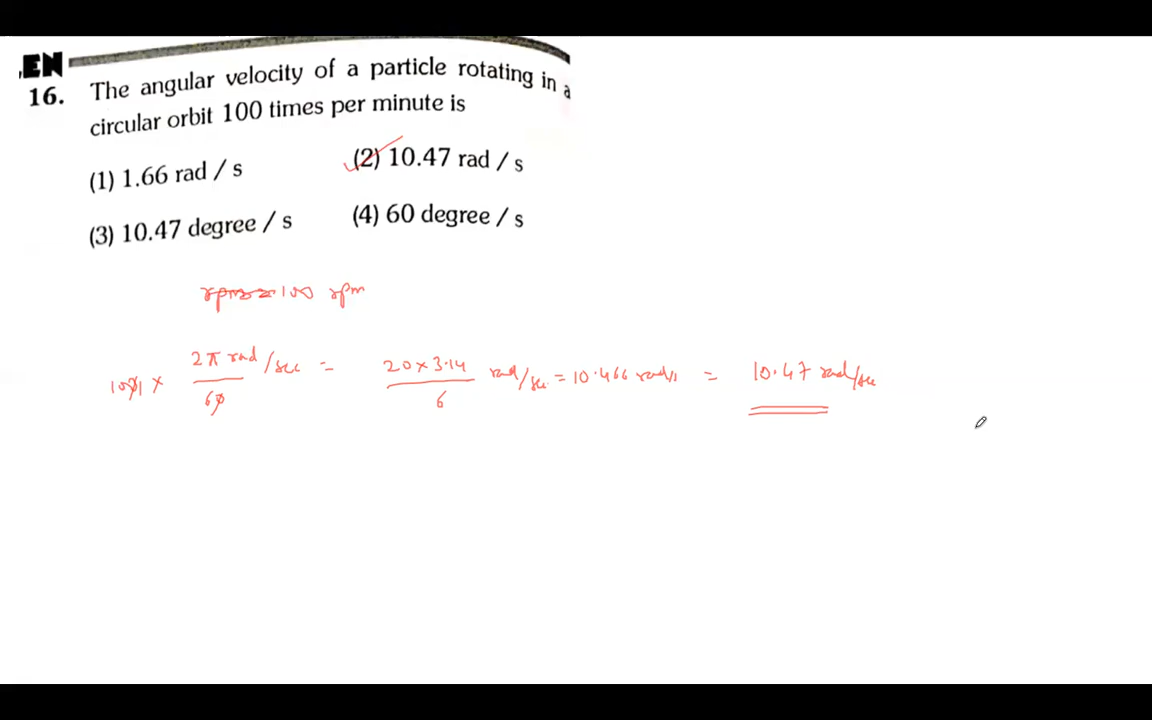 EN
16. The angular velocity of a particle rotating in a
circular orbit 100 times per minute is
(1) 1.66 rad / s (2) 10.47 rad / s
(3) 10.47 degree / s (4) 60 degree / s
100 rpm
× 2π rad/sec = 20 × 3.14 rad/sec = 10.466 rad/s = 10.47 rad/sec
60 6